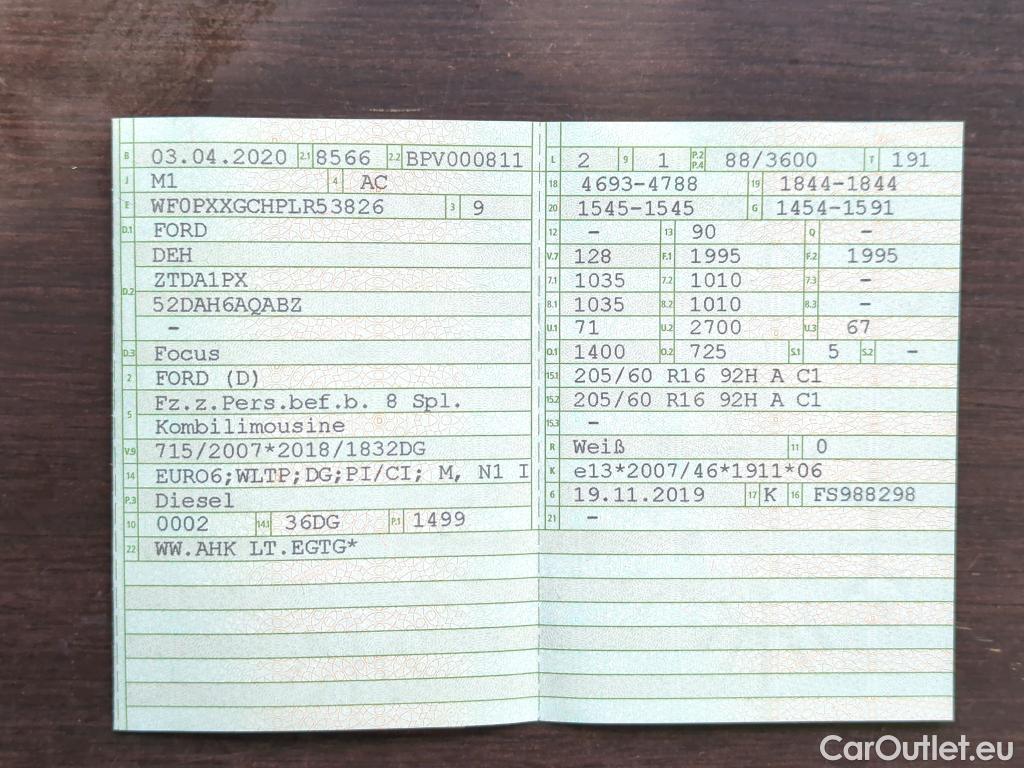 B 03.04.2020 2.1 8566 2.2 BPV000811
J M1 4 AC
E WF0PXXGCHPLR53826 3 9
D.1 FORD
DEH
D.2 ZTDA1PX
52DAH6AQABZ
-
D.3 Focus
2 FORD (D)
5 Fz.z.Pers.bef.b. 8 Spl.
Kombilimousine
V.9 715/2007*2018/1832DG
14 EURO6;WLTP;DG;PI/CI; M, N1 I
P.3 Diesel
10 0002 14.1 36DG P.1 1499
22 WW.AHK LT.EGTG*
L 2 9 1 P.2 P.4 88/3600 T 191
18 4693-4788 19 1844-1844
20 1545-1545 G 1454-1591
12 - 13 90 Q -
V.7 128 F.1 1995 F.2 1995
7.1 1035 7.2 1010 7.3 -
8.1 1035 8.2 1010 8.3 -
U.1 71 U.2 2700 U.3 67
O.1 1400 O.2 725 S.1 5 S.2 -
15.1 205/60 R16 92H A C1
15.2 205/60 R16 92H A C1
15.3 -
R Weiß 11 0
K e13*2007/46*1911*06
6 19.11.2019 17 K 16 FS988298
21 -
CarOutlet.eu